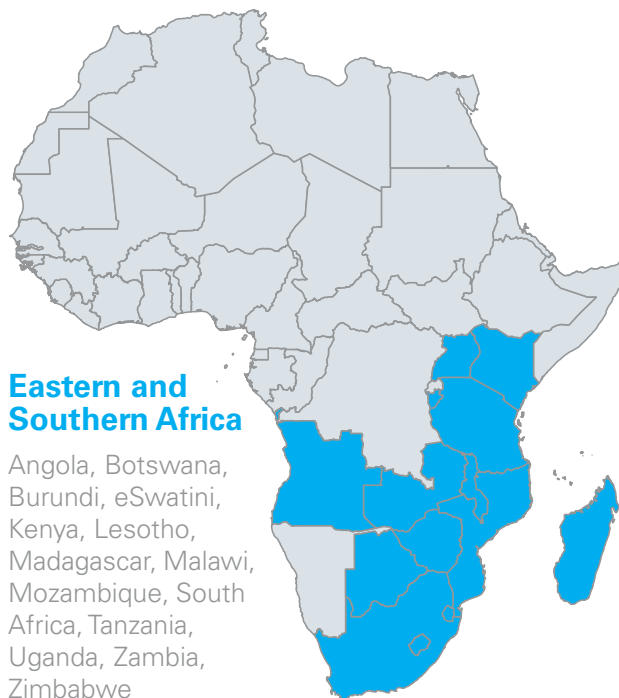 Eastern and
Southern Africa
Angola, Botswana,
Burundi, eSwatini,
Kenya, Lesotho,
Madagascar, Malawi,
Mozambique, South
Africa, Tanzania,
Uganda, Zambia,
Zimbabwe